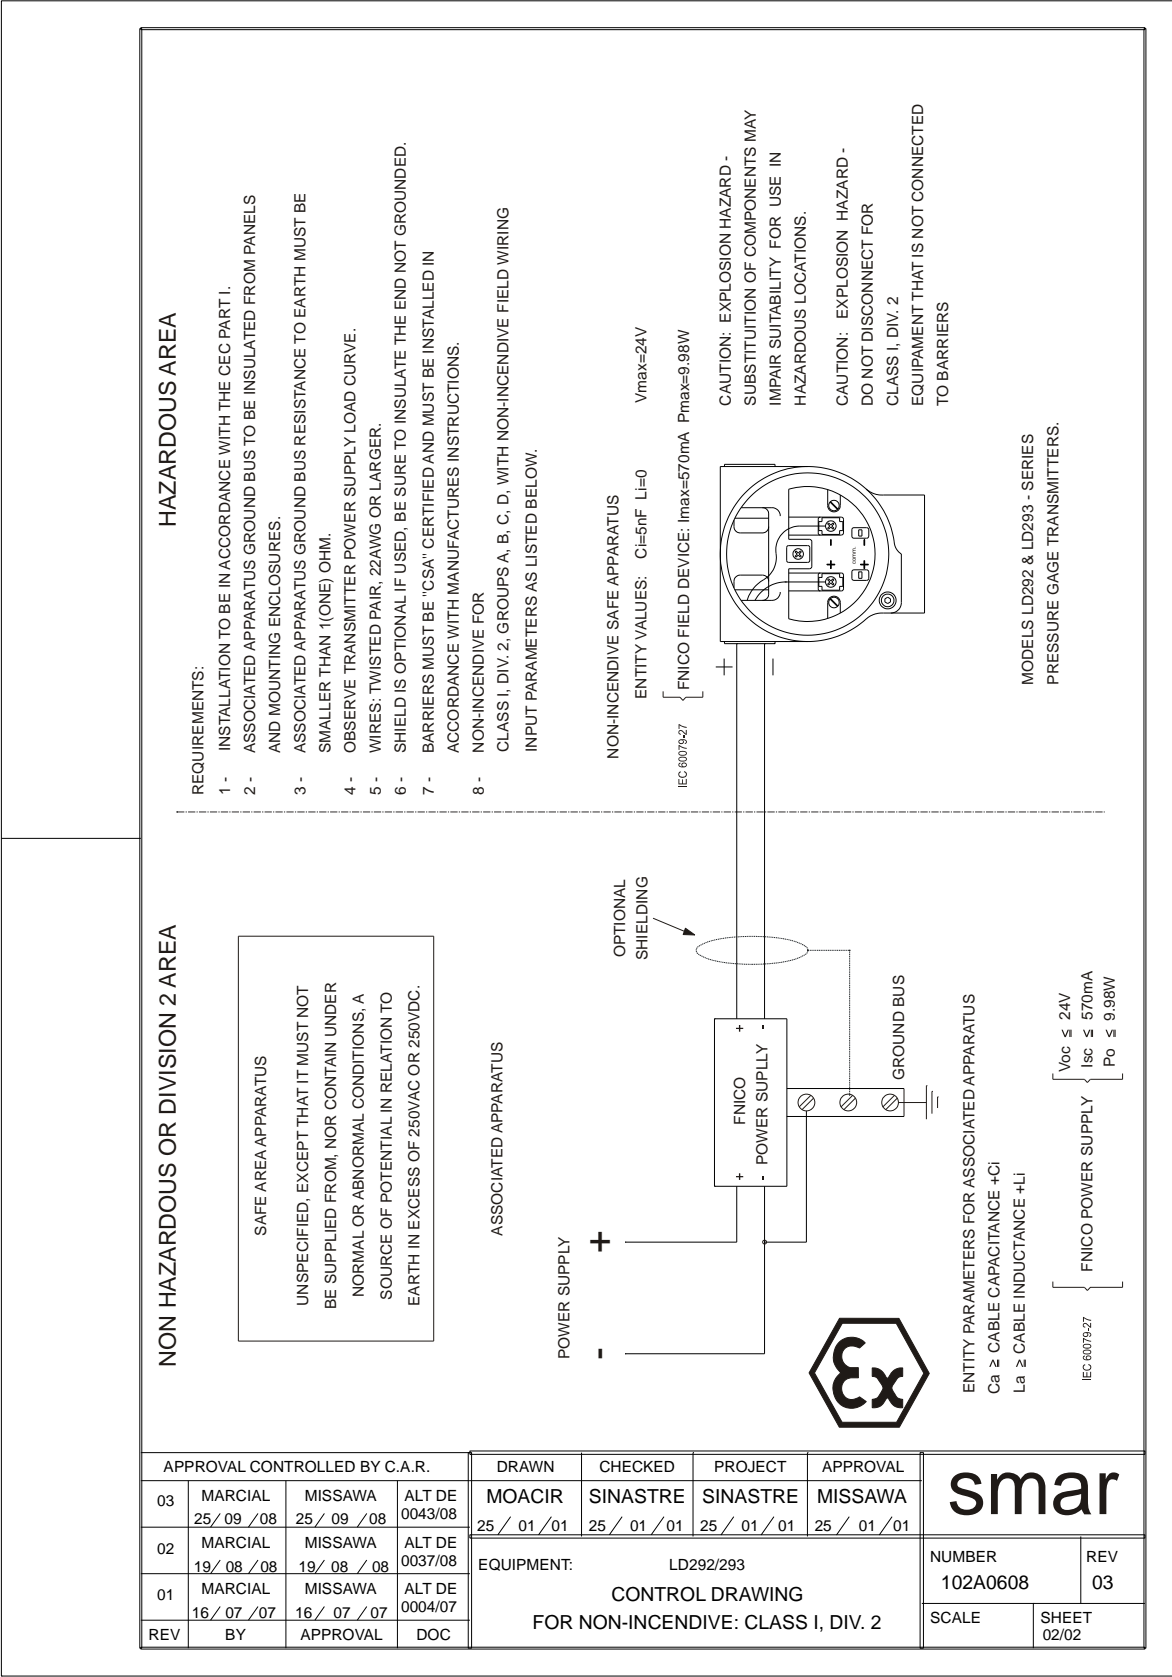 NON HAZARDOUS OR DIVISION 2 AREA
SAFE AREA APPARATUS
UNSPECIFIED, EXCEPT THAT IT MUST NOT
BE SUPPLIED FROM, NOR CONTAIN UNDER
NORMAL OR ABNORMAL CONDITIONS, A
SOURCE OF POTENTIAL IN RELATION TO
EARTH IN EXCESS OF 250VAC OR 250VDC.
ASSOCIATED APPARATUS
POWER SUPPLY
- +
+ +
FNICO
POWER SUPLLY
- -
OPTIONAL
SHIELDING
GROUND BUS
Ex
ENTITY PARAMETERS FOR ASSOCIATED APPARATUS
Ca ≥ CABLE CAPACITANCE +Ci
La ≥ CABLE INDUCTANCE +Li
IEC 60079-27
FNICO POWER SUPPLY
Voc ≤ 24V
Isc ≤ 570mA
Po ≤ 9.98W
HAZARDOUS AREA
REQUIREMENTS:
1 - INSTALLATION TO BE IN ACCORDANCE WITH THE CEC PART I.
2 - ASSOCIATED APPARATUS GROUND BUS TO BE INSULATED FROM PANELS
AND MOUNTING ENCLOSURES.
3 - ASSOCIATED APPARATUS GROUND BUS RESISTANCE TO EARTH MUST BE
SMALLER THAN 1(ONE) OHM.
4 - OBSERVE TRANSMITTER POWER SUPPLY LOAD CURVE.
5 - WIRES: TWISTED PAIR, 22AWG OR LARGER.
6 - SHIELD IS OPTIONAL IF USED, BE SURE TO INSULATE THE END NOT GROUNDED.
7 - BARRIERS MUST BE "CSA" CERTIFIED AND MUST BE INSTALLED IN
ACCORDANCE WITH MANUFACTURES INSTRUCTIONS.
8 - NON-INCENDIVE FOR
CLASS I, DIV. 2, GROUPS A, B, C, D, WITH NON-INCENDIVE FIELD WIRING
INPUT PARAMETERS AS LISTED BELOW.
NON-INCENDIVE SAFE APPARATUS
ENTITY VALUES: Ci=5nF Li=0 Vmax=24V
IEC 60079-27
FNICO FIELD DEVICE: Imax=570mA Pmax=9.98W
+
-
+ -
comm.
+ -
CAUTION: EXPLOSION HAZARD -
SUBSTITUITION OF COMPONENTS MAY
IMPAIR SUITABILITY FOR USE IN
HAZARDOUS LOCATIONS.
CAUTION: EXPLOSION HAZARD -
DO NOT DISCONNECT FOR
CLASS I, DIV. 2
EQUIPAMENT THAT IS NOT CONNECTED
TO BARRIERS
MODELS LD292 & LD293 - SERIES
PRESSURE GAGE TRANSMITTERS.
APPROVAL CONTROLLED BY C.A.R.
03 MARCIAL 25/ 09 /08 MISSAWA 25/ 09 /08 ALT DE 0043/08
02 MARCIAL 19/ 08 /08 MISSAWA 19/ 08 /08 ALT DE 0037/08
01 MARCIAL 16/ 07 /07 MISSAWA 16/ 07 /07 ALT DE 0004/07
REV BY APPROVAL DOC
DRAWN CHECKED PROJECT APPROVAL
MOACIR SINASTRE SINASTRE MISSAWA
25 / 01 /01 25 / 01 /01 25 / 01 /01 25 / 01 /01
EQUIPMENT: LD292/293
CONTROL DRAWING
FOR NON-INCENDIVE: CLASS I, DIV. 2
smar
NUMBER REV
102A0608 03
SCALE SHEET
02/02